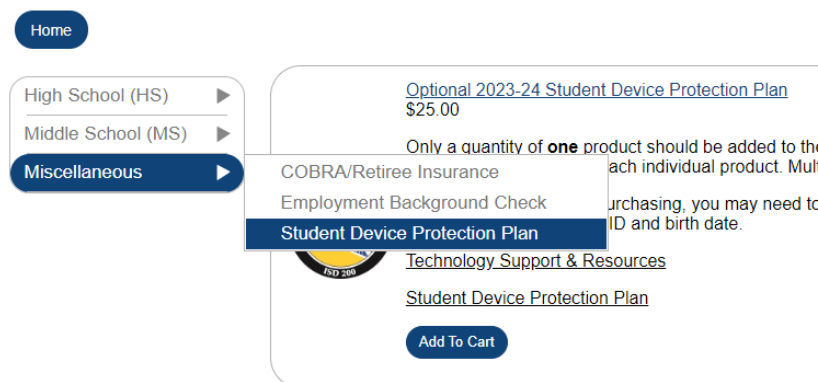 Home
High School (HS)
Middle School (MS)
Miscellaneous
COBRA/Retiree Insurance
Employment Background Check
Student Device Protection Plan
Optional 2023-24 Student Device Protection Plan
$25.00
Only a quantity of one product should be added to the
ach individual product. Mult
urchasing, you may need to
ID and birth date.
ISD 200
Technology Support & Resources
Student Device Protection Plan
Add To Cart